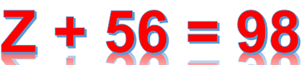 Z + 56 = 98